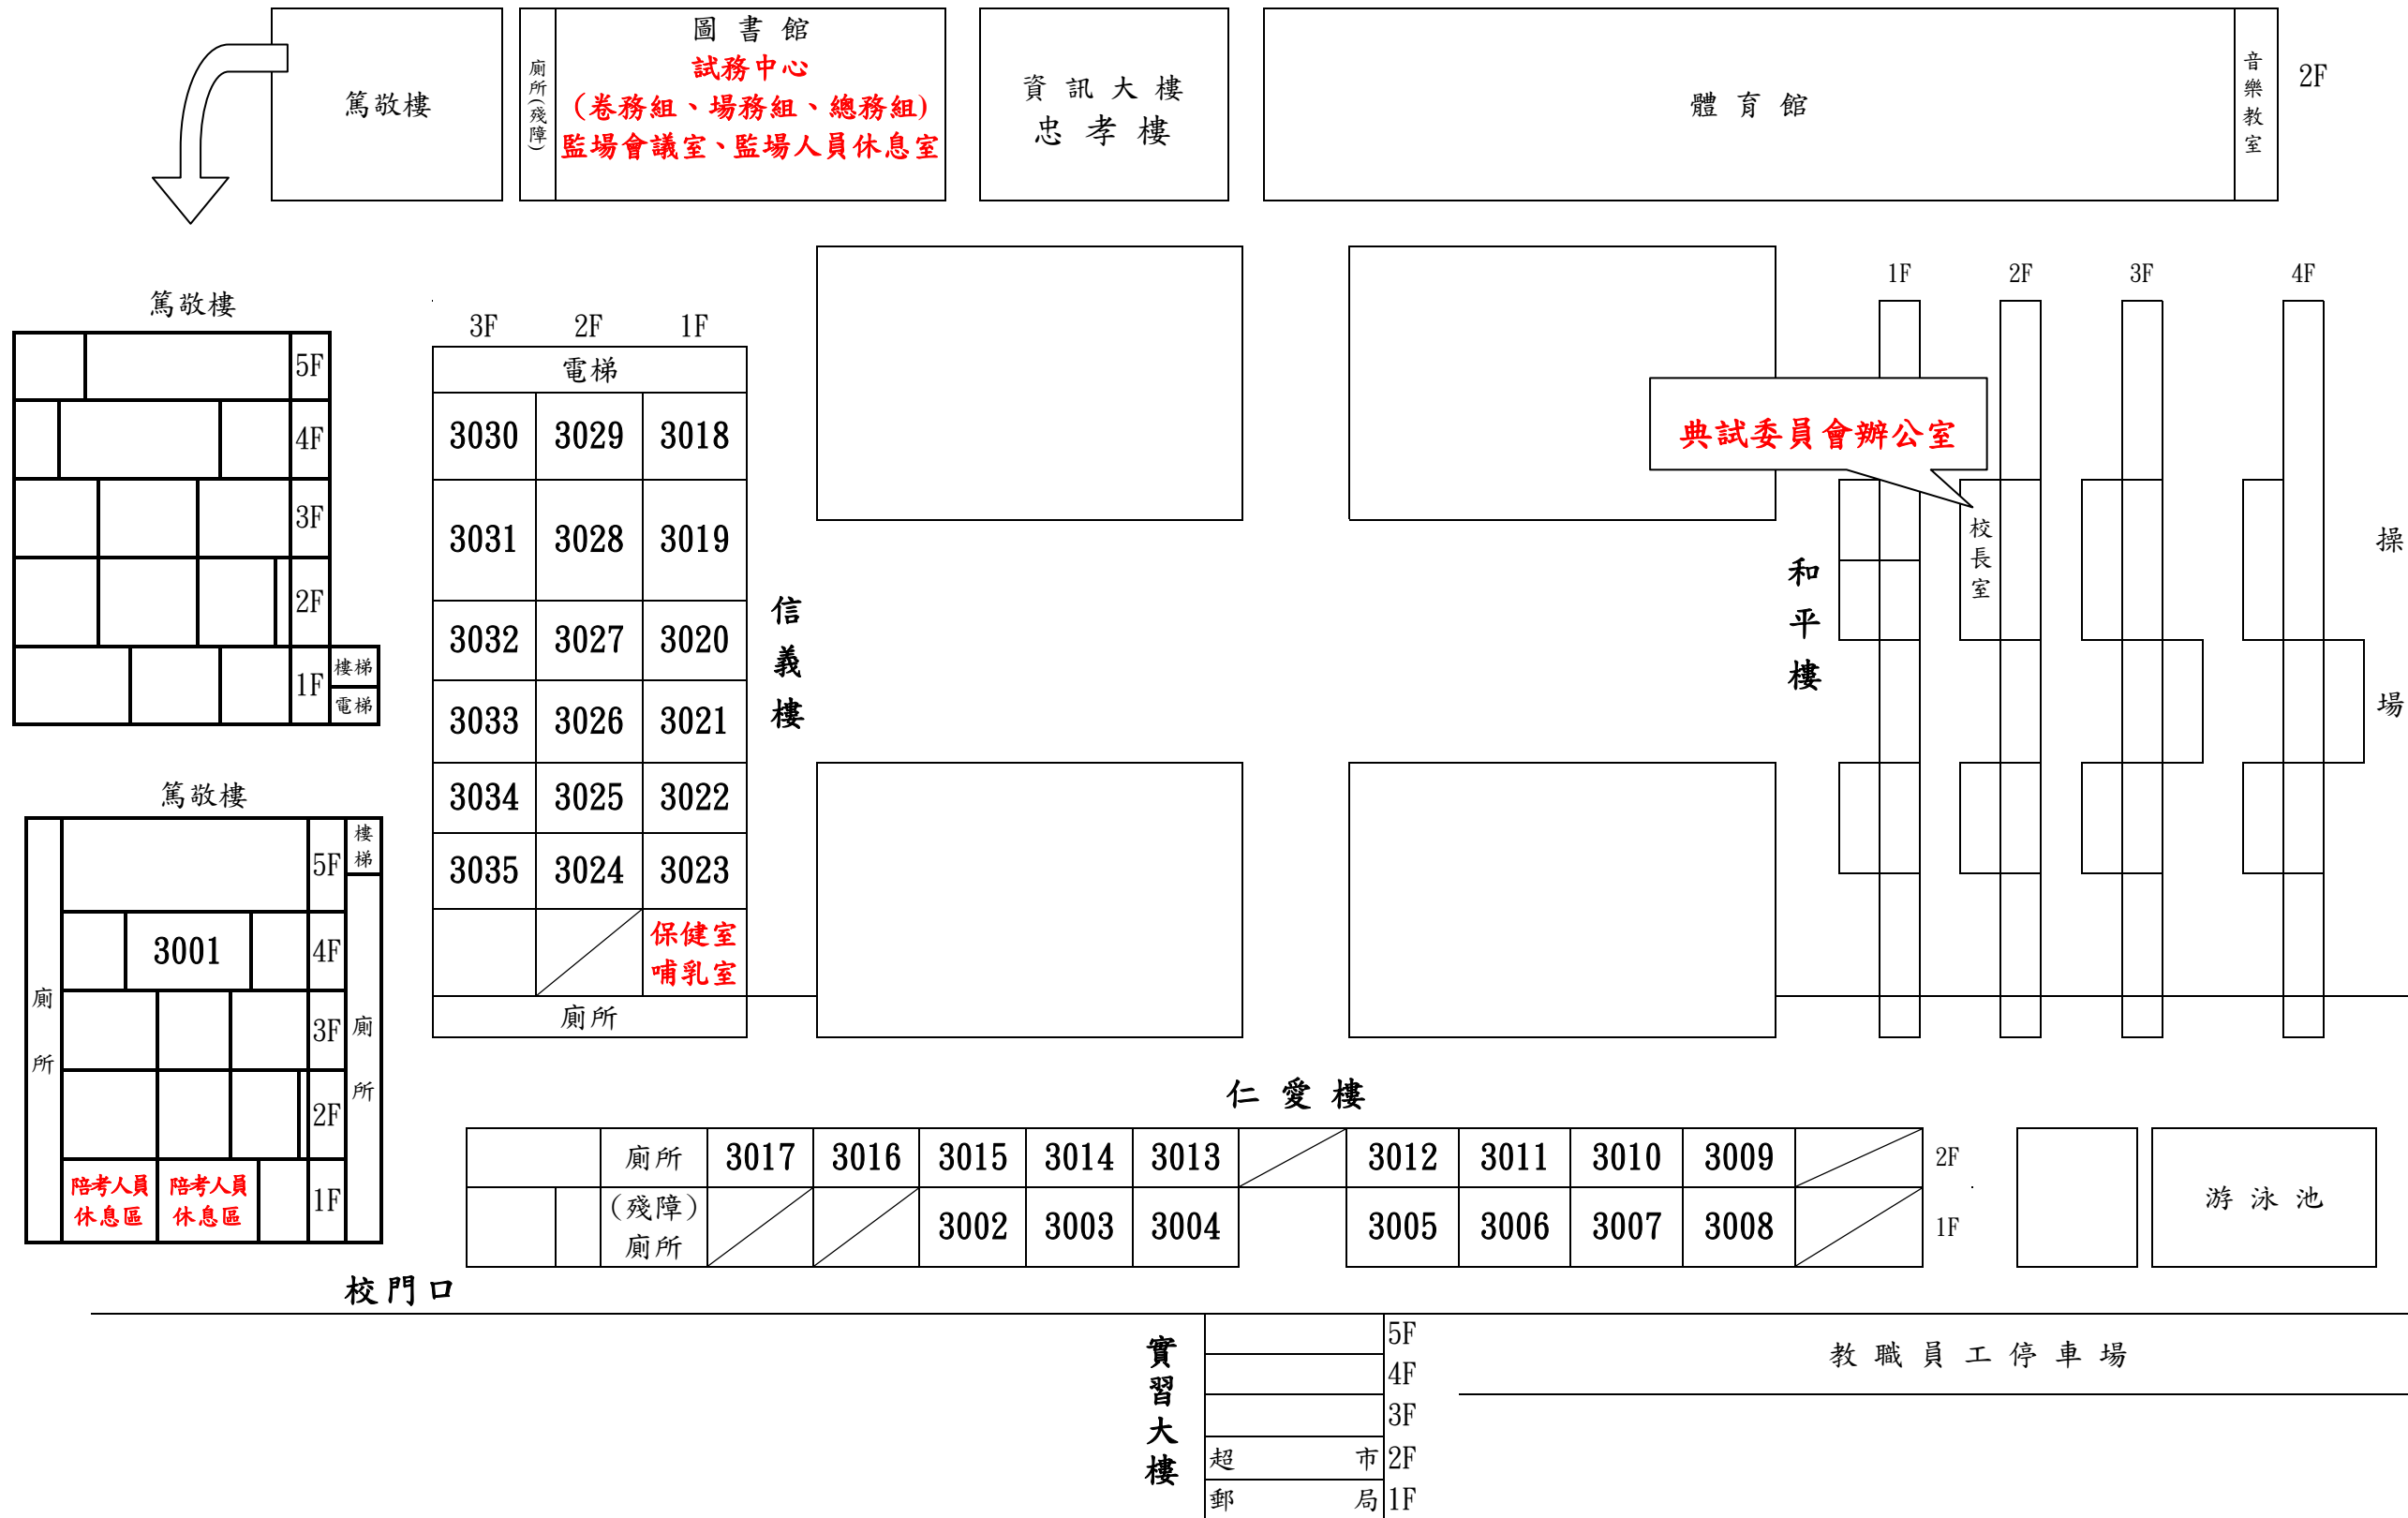 篤敬樓
廁所(殘障)
圖書館
試務中心
(卷務組、場務組、總務組)
監場會議室、監場人員休息室
資訊大樓
忠孝樓
體育館
音樂教室
2F
篤敬樓
5F
4F
3F
2F
1F
樓梯
電梯
3F 2F 1F
電梯
3030 3029 3018
3031 3028 3019
3032 3027 3020
3033 3026 3021
3034 3025 3022
3035 3024 3023
保健室
哺乳室
廁所
信義樓
1F 2F 3F 4F
典試委員會辦公室
校長室
和平樓
操場
篤敬樓
廁所
5F
3001 4F
3F
2F
陪考人員
休息區
陪考人員
休息區
1F
樓梯
廁所
仁愛樓
廁所 3017 3016 3015 3014 3013 3012 3011 3010 3009 2F
(殘障)
廁所
3002 3003 3004 3005 3006 3007 3008 1F
游泳池
校門口
實習大樓
5F
4F
3F
超市 2F
郵局 1F
教職員工停車場